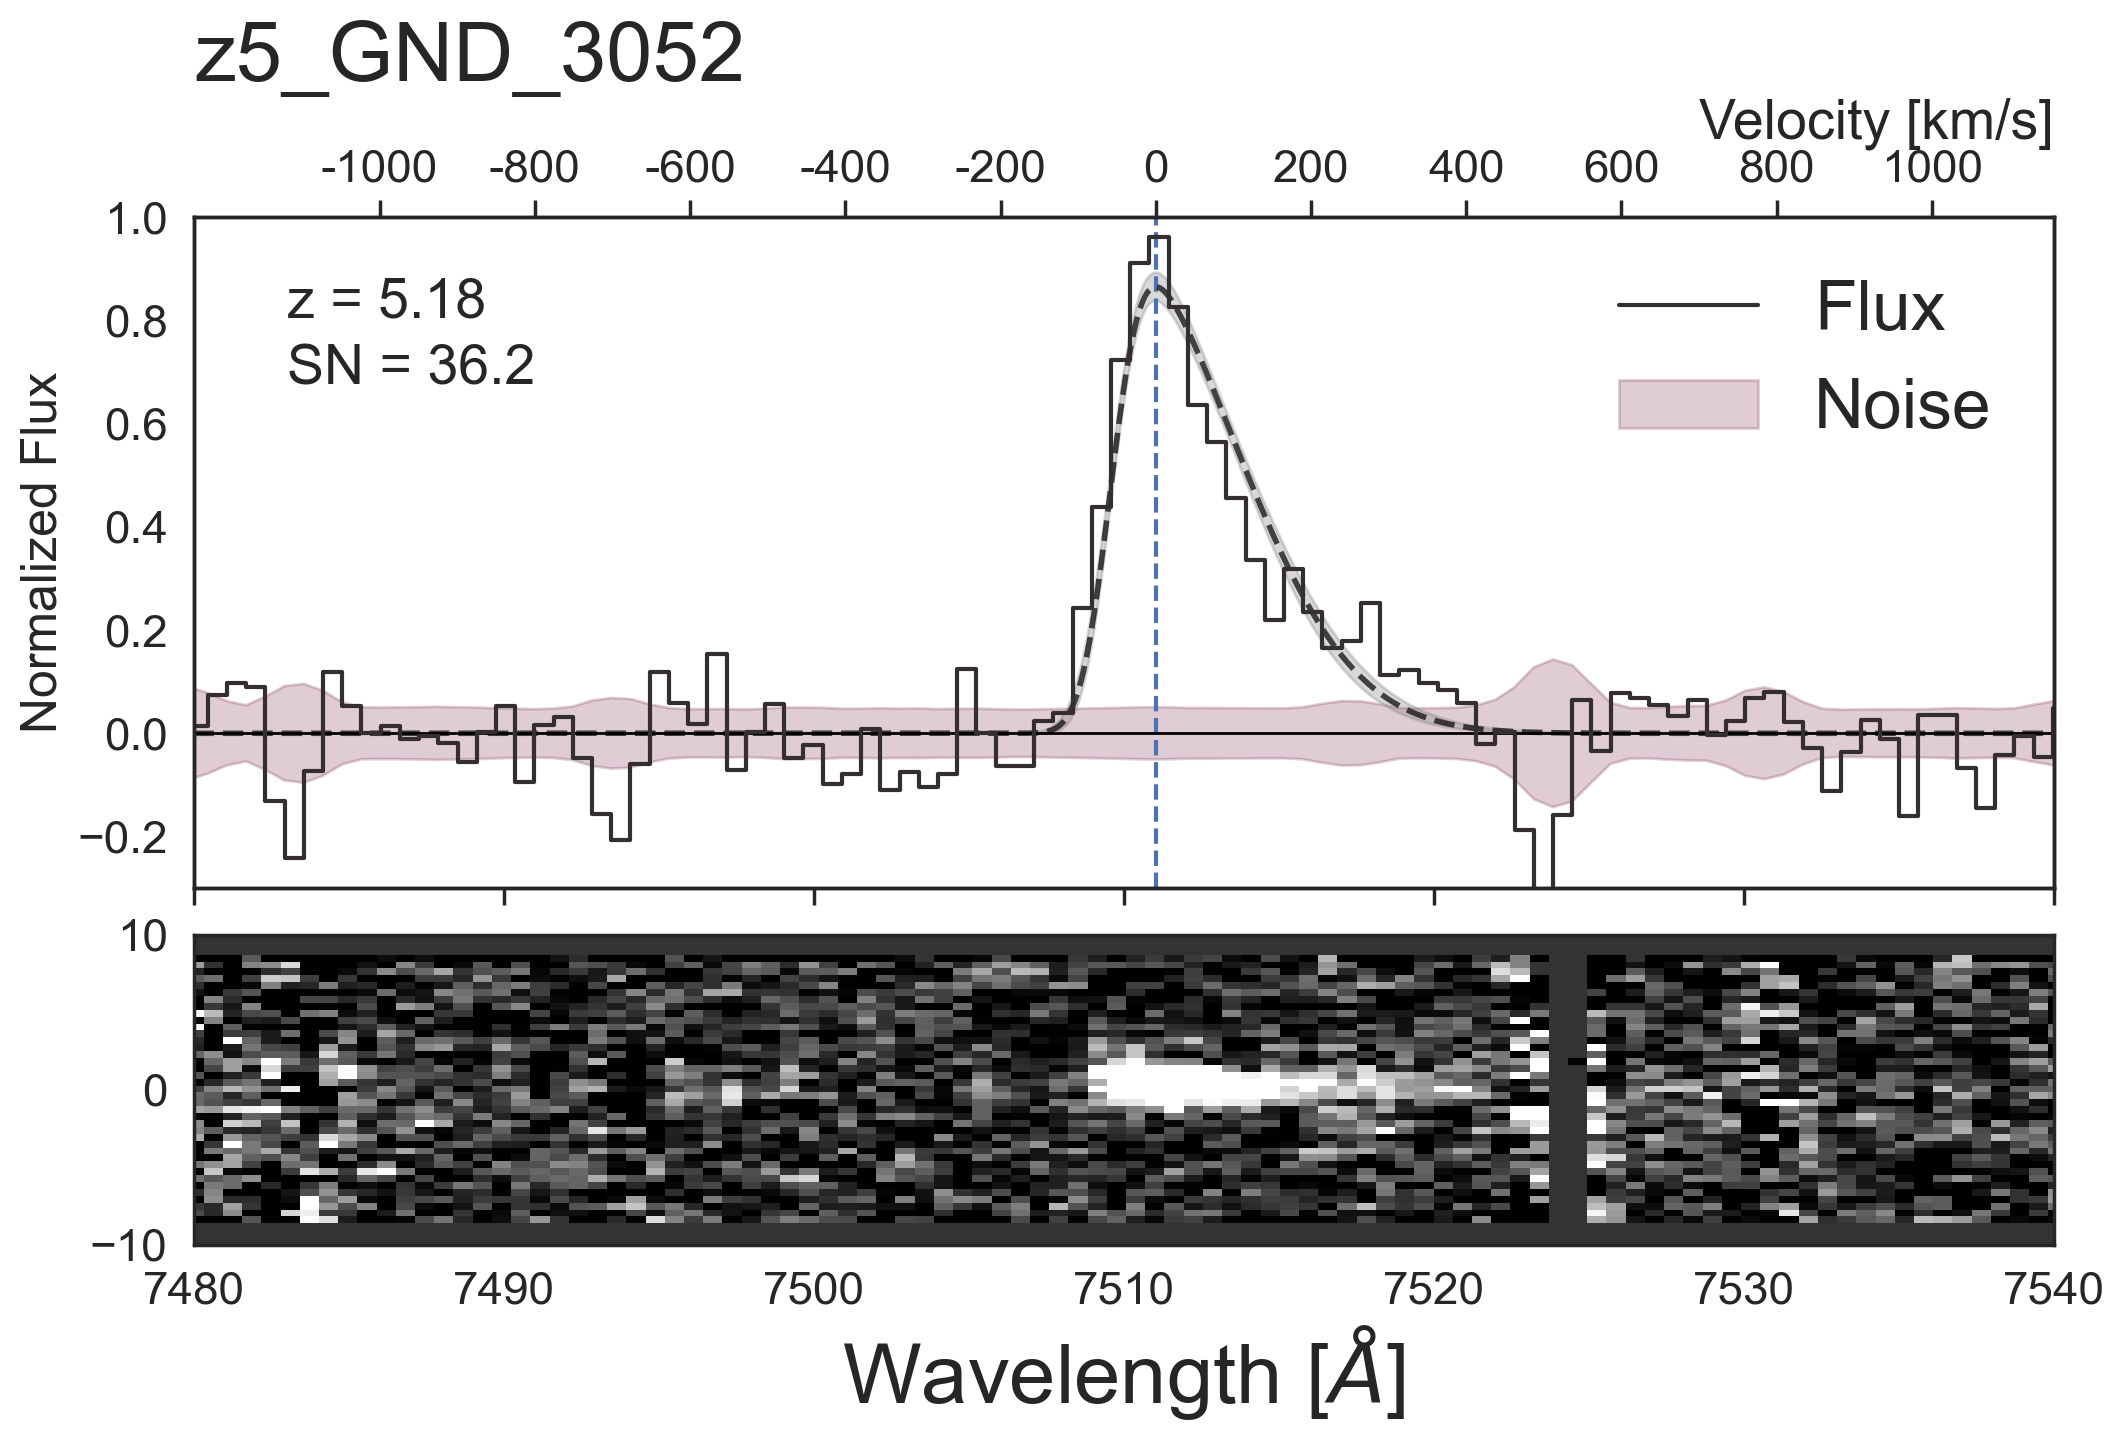 z5_GND_3052
Velocity [km/s]
-1000 -800 -600 -400 -200 0 200 400 600 800 1000
1.0
0.8
0.6
0.4
0.2
0.0
−0.2
Normalized Flux
z = 5.18
SN = 36.2
Flux
Noise
10
0
−10
7480 7490 7500 7510 7520 7530 7540
Wavelength [Å]